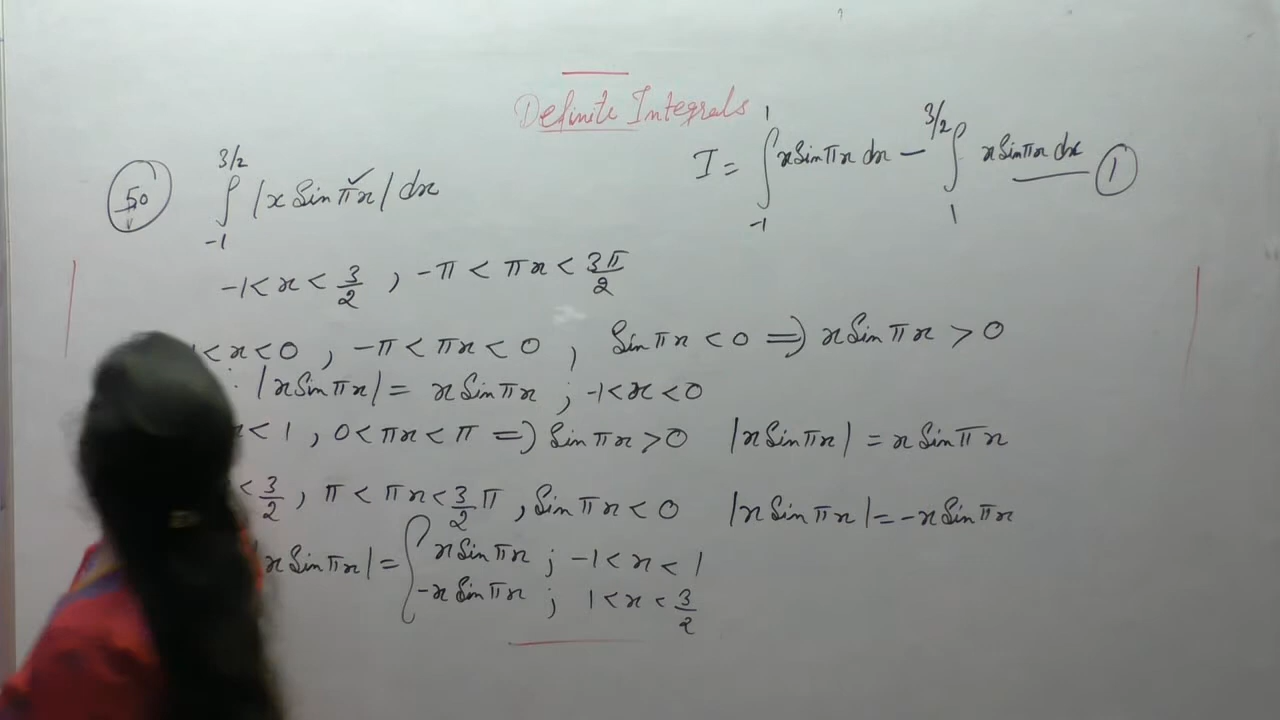 Definite Integrals
50 ∫_{-1}^{3/2} |x Sin πx| dx ✓
I = ∫_{-1}^{1} x Sin πx dx − ∫_{1}^{3/2} x Sin πx dx ①
-1 < x < 3/2 , -π < πx < 3π/2
< x < 0 , -π < πx < 0 , Sin πx < 0 ⇒ x Sin πx > 0
∴ |x Sin πx| = x Sin πx ; -1 < x < 0
x < 1 , 0 < πx < π ⇒ Sin πx > 0 |x Sin πx| = x Sin πx
< 3/2 , π < πx < 3/2 π , Sin πx < 0 |x Sin πx| = -x Sin πx
|x Sin πx| = { x Sin πx ; -1 < x < 1
-x Sin πx ; 1 < x < 3/2